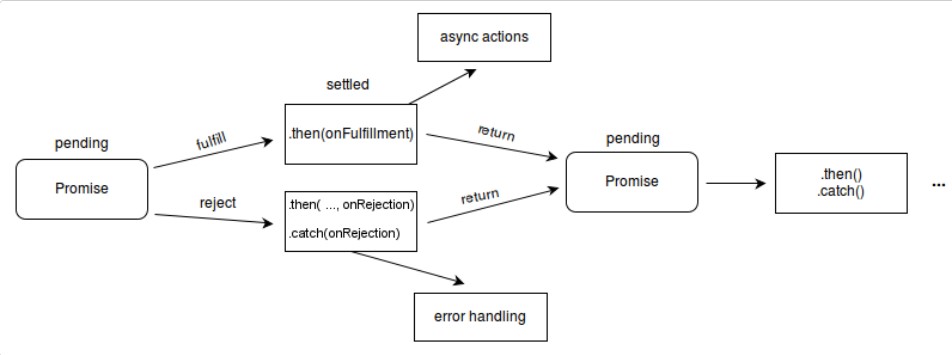 async actions
settled
.then(onFulfillment)
pending
fulfill
return
pending
Promise
Promise
.then()
.catch()
...
reject
.then( ..., onRejection)
.catch(onRejection)
return
error handling